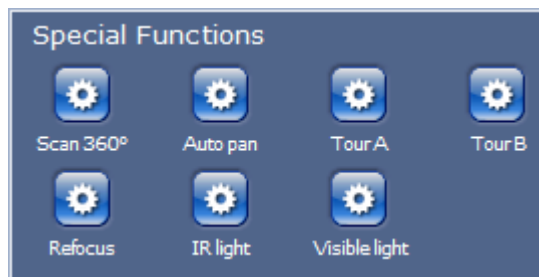 Special Functions
Scan 360° Auto pan Tour A Tour B
Refocus IR light Visible light